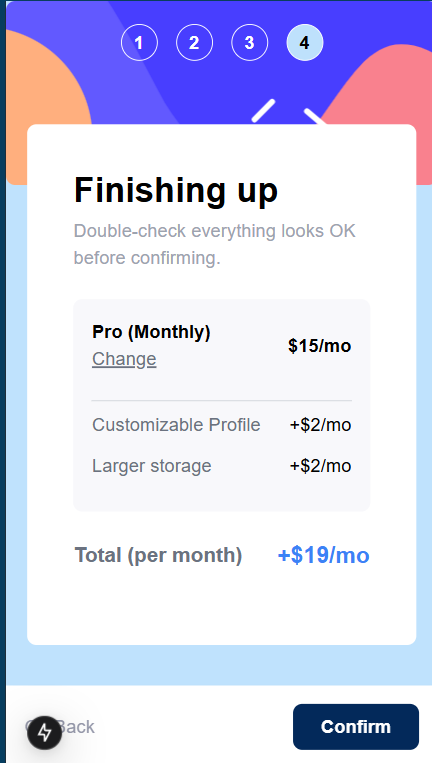 1 2 3 4
Finishing up
Double-check everything looks OK
before confirming.
Pro (Monthly)
$15/mo
Change
Customizable Profile +$2/mo
Larger storage +$2/mo
Total (per month) +$19/mo
Back
Confirm